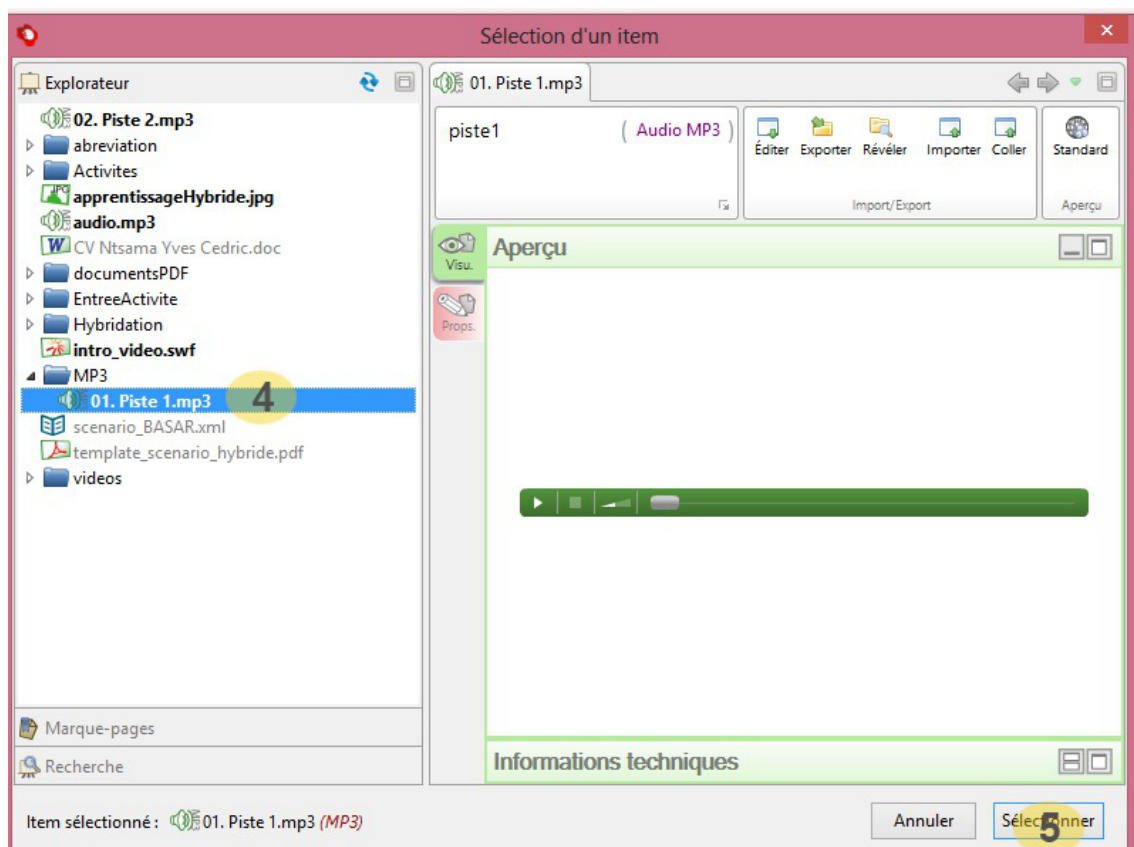 Sélection d'un item
Explorateur
02. Piste 2.mp3
abreviation
Activites
apprentissageHybride.jpg
audio.mp3
CV Ntsama Yves Cedric.doc
documentsPDF
EntreeActivite
Hybridation
intro_video.swf
MP3
01. Piste 1.mp3 4
scenario_BASAR.xml
template_scenario_hybride.pdf
videos
Marque-pages
Recherche
01. Piste 1.mp3
piste1 ( Audio MP3 )
Éditer Exporter Révéler Importer Coller
Import/Export
Standard
Aperçu
Visu.
Props.
Aperçu
Informations techniques
Item sélectionné : 01. Piste 1.mp3 (MP3)
Annuler
Sélectionner
5